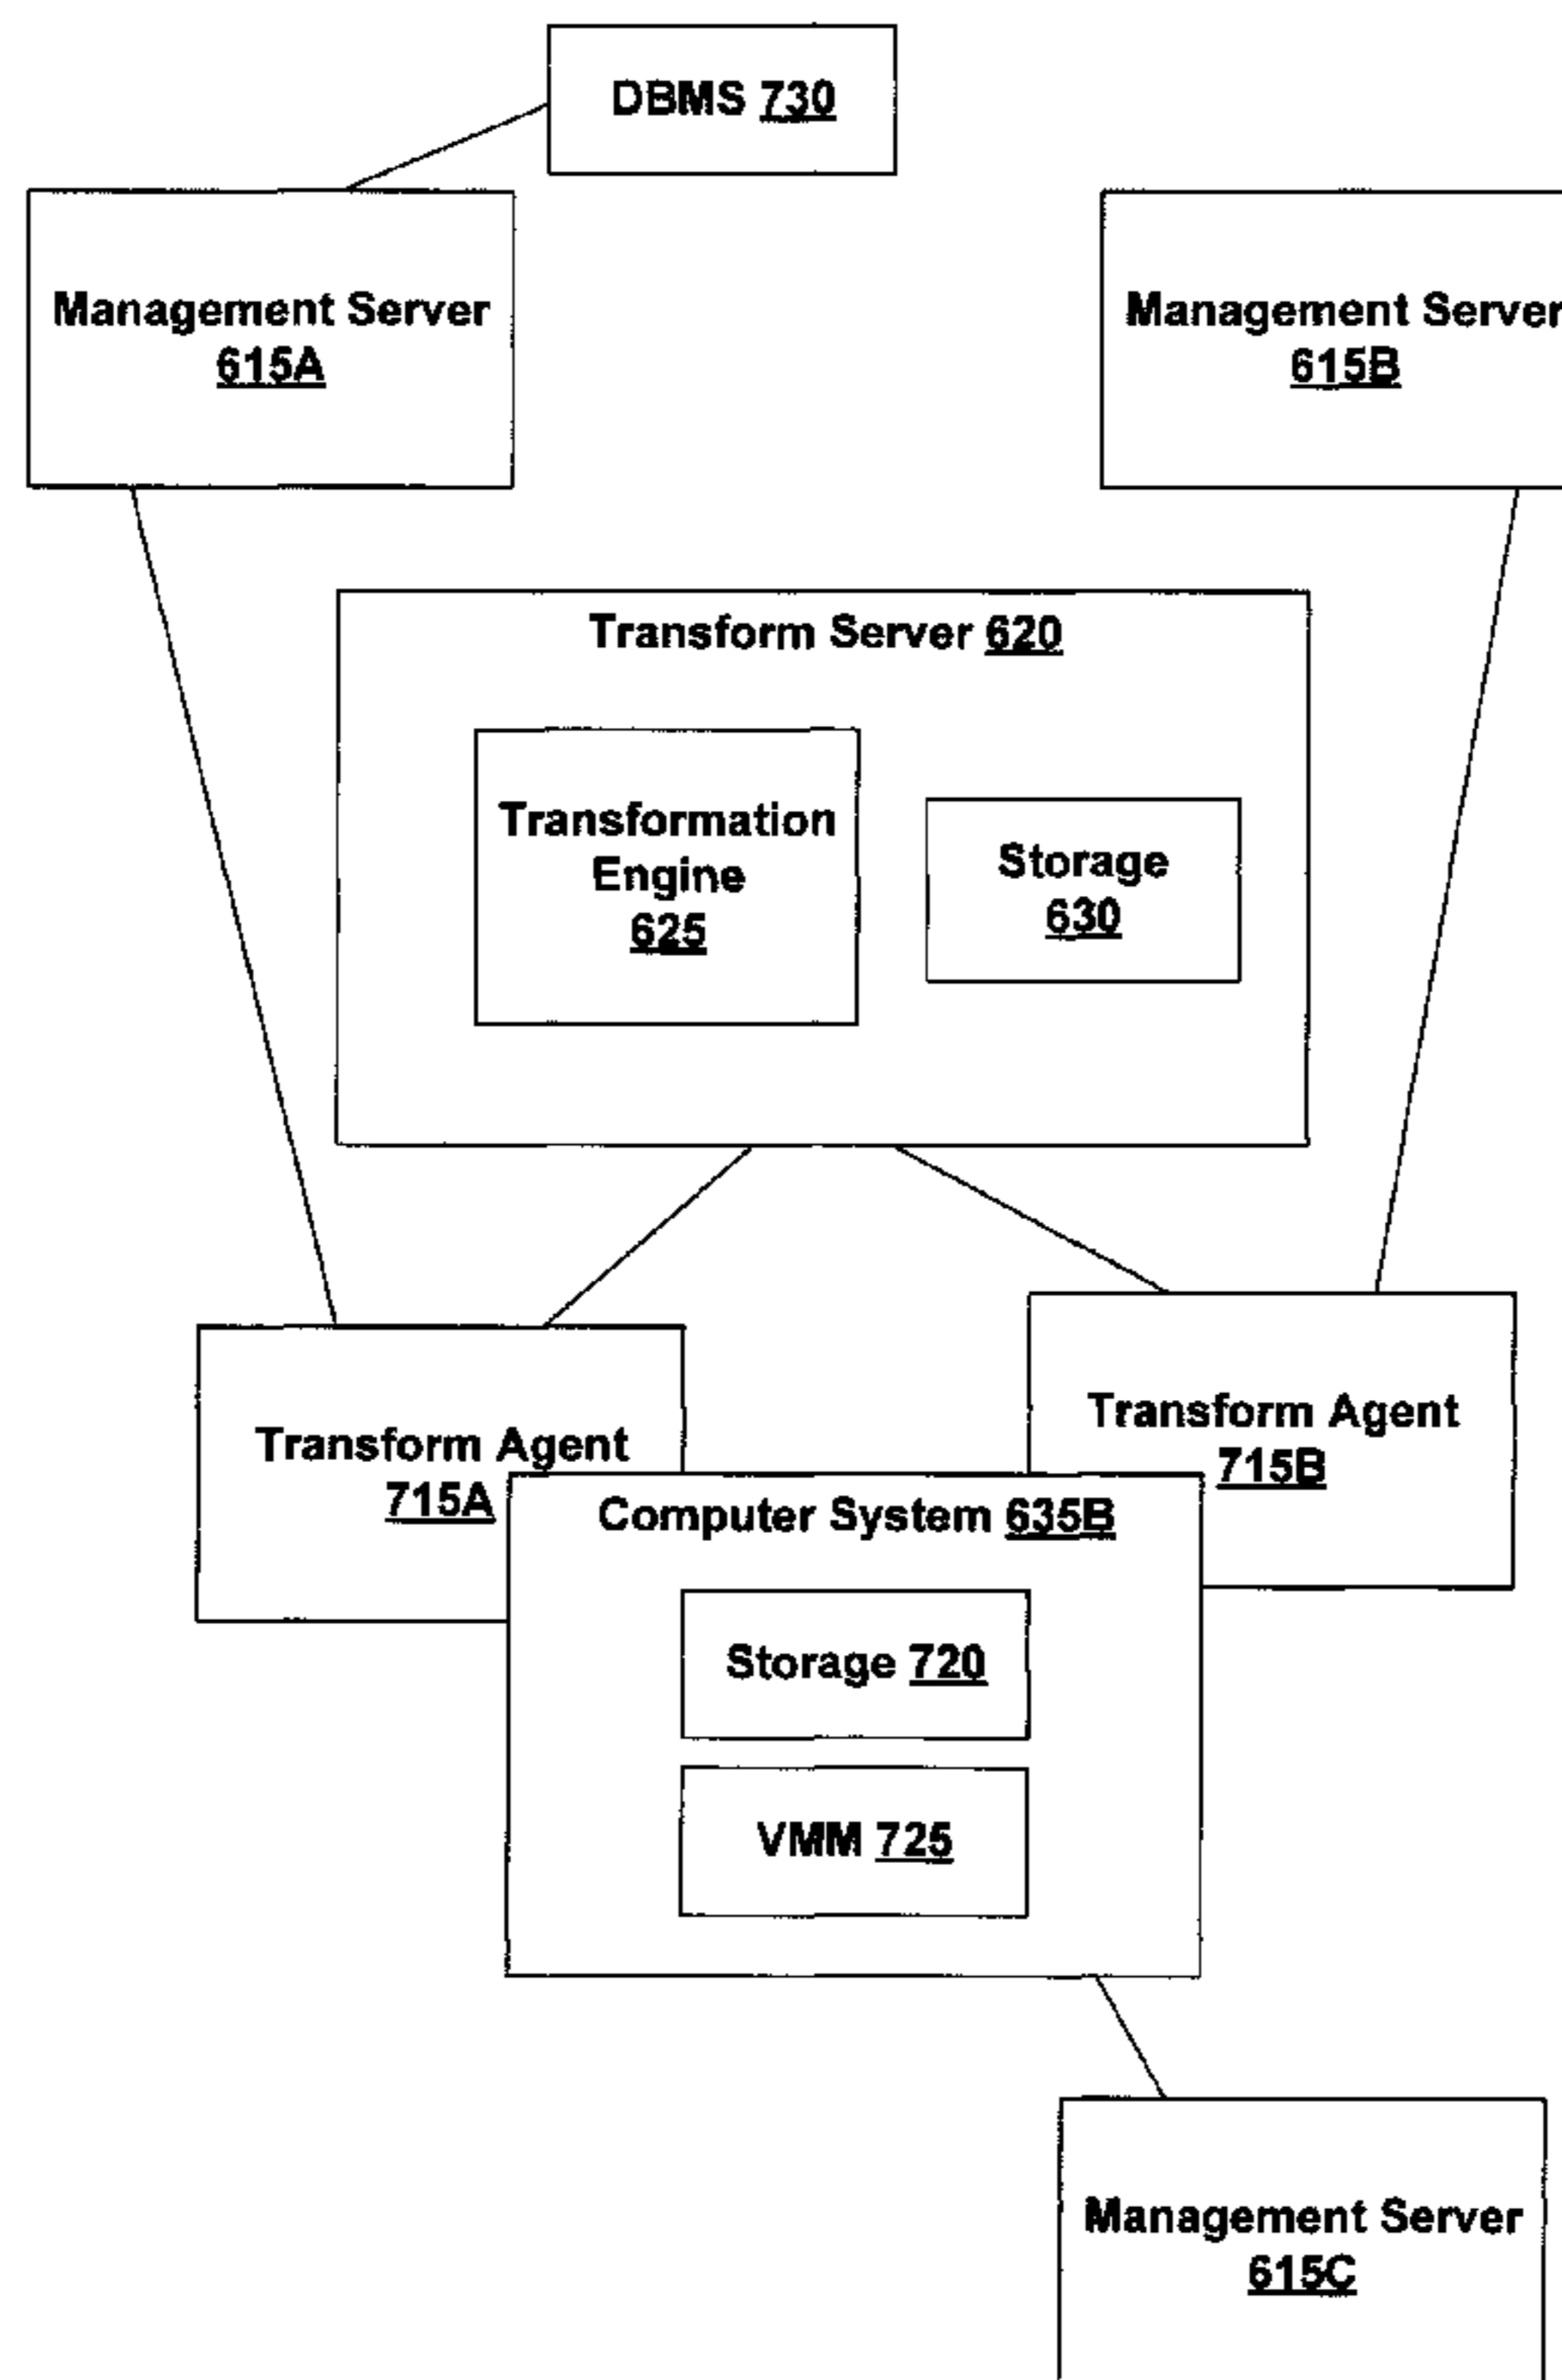 DBMS 730
Management Server
615A
Management Server
615B
Transform Server 620
Transformation
Engine
625
Storage
630
Transform Agent
715A
Transform Agent
715B
Computer System 635B
Storage 720
VMM 725
Management Server
615C